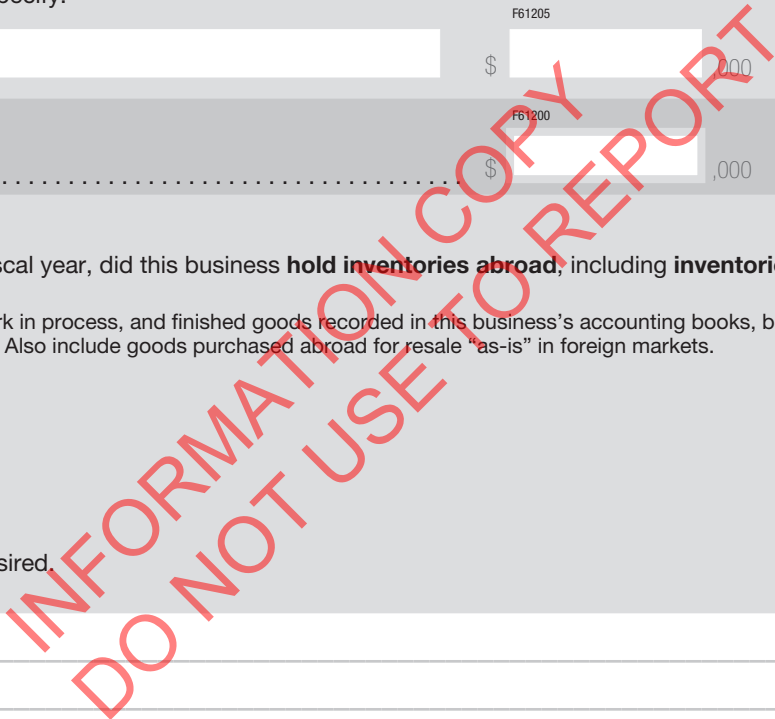 F61205
$ ,000
F61200
$ ,000
scal year, did this business hold inventories abroad, including inventori
rk in process, and finished goods recorded in this business's accounting books, b
Also include goods purchased abroad for resale “as-is” in foreign markets.
sired.
INFORMATION COPY
DO NOT USE TO REPORT